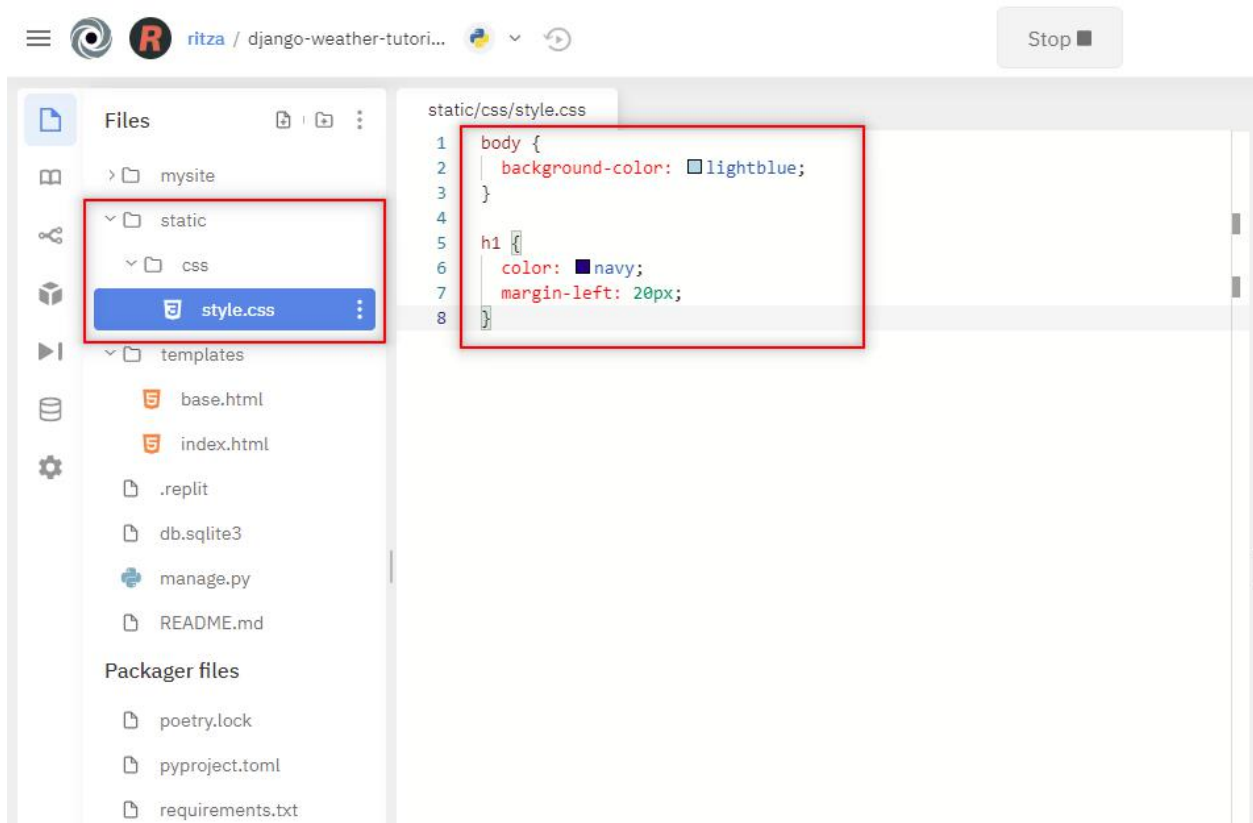 ritza / django-weather-tutori...
Stop
Files
mysite
static
css
style.css
templates
base.html
index.html
.replit
db.sqlite3
manage.py
README.md
Packager files
poetry.lock
pyproject.toml
requirements.txt
static/css/style.css
1 body {
2 background-color: lightblue;
3 }
4
5 h1 {
6 color: navy;
7 margin-left: 20px;
8 }